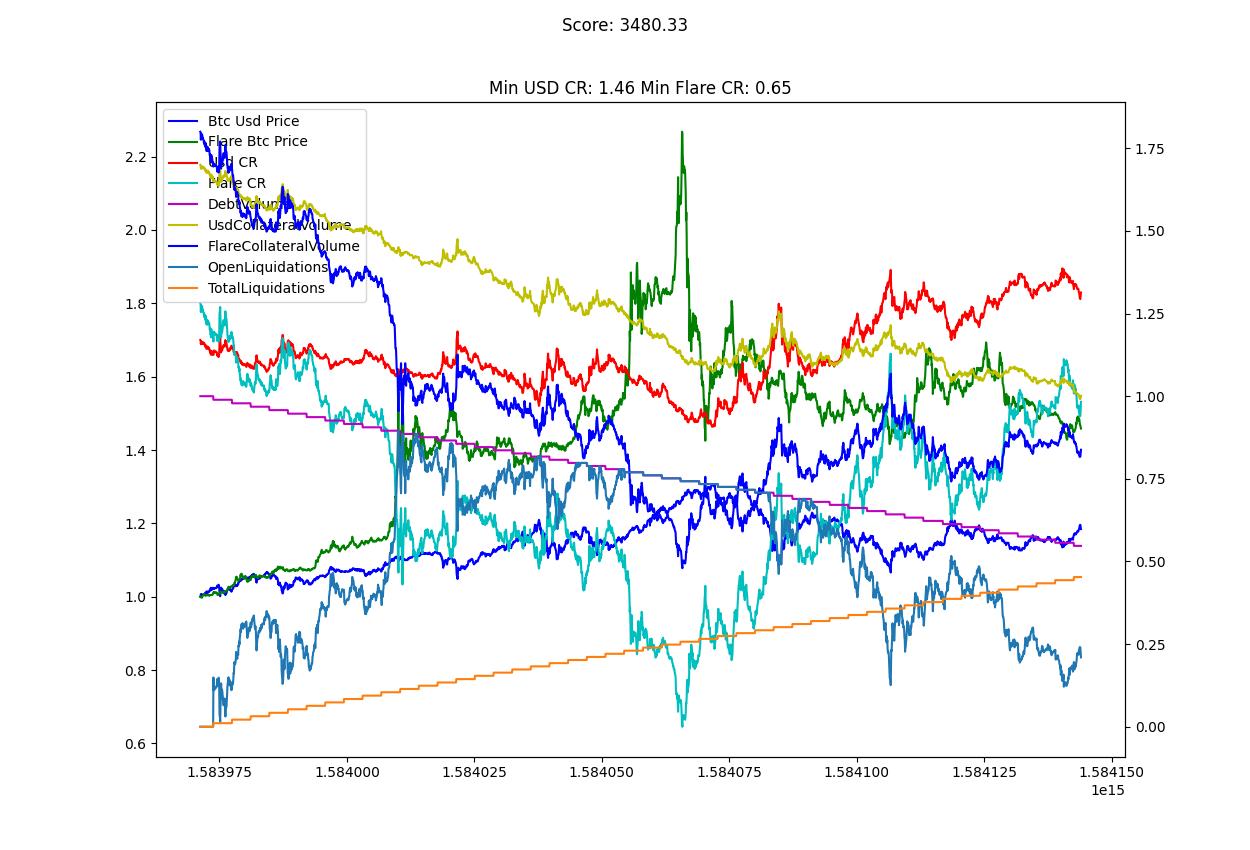 Score: 3480.33
Min USD CR: 1.46 Min Flare CR: 0.65
Btc Usd Price
Flare Btc Price
Usd CR
Flare CR
DebtVolume
UsdCollateralVolume
FlareCollateralVolume
OpenLiquidations
TotalLiquidations
2.2
2.0
1.8
1.6
1.4
1.2
1.0
0.8
0.6
1.75
1.50
1.25
1.00
0.75
0.50
0.25
0.00
1.583975 1.584000 1.584025 1.584050 1.584075 1.584100 1.584125 1.584150
1e15